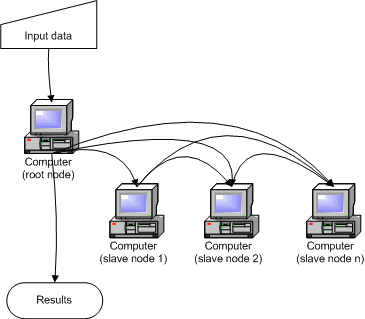 Input data
Computer
(root node)
Computer
(slave node 1)
Computer
(slave node 2)
Computer
(slave node n)
Results